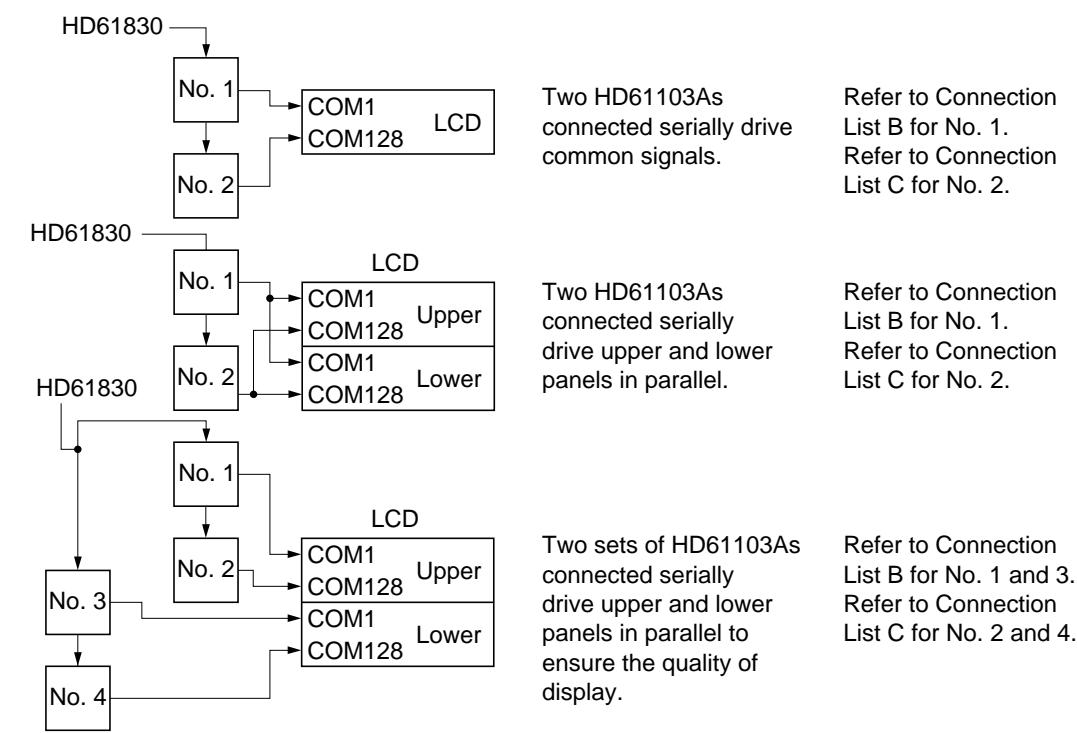 HD61830
No. 1
COM1
COM128
LCD
No. 2
Two HD61103As
connected serially drive
common signals.
Refer to Connection
List B for No. 1.
Refer to Connection
List C for No. 2.
HD61830
No. 1
LCD
COM1
COM128
Upper
COM1
COM128
Lower
No. 2
Two HD61103As
connected serially
drive upper and lower
panels in parallel.
Refer to Connection
List B for No. 1.
Refer to Connection
List C for No. 2.
HD61830
No. 1
LCD
No. 2
COM1
COM128
Upper
No. 3
COM1
COM128
Lower
No. 4
Two sets of HD61103As
connected serially
drive upper and lower
panels in parallel to
ensure the quality of
display.
Refer to Connection
List B for No. 1 and 3.
Refer to Connection
List C for No. 2 and 4.